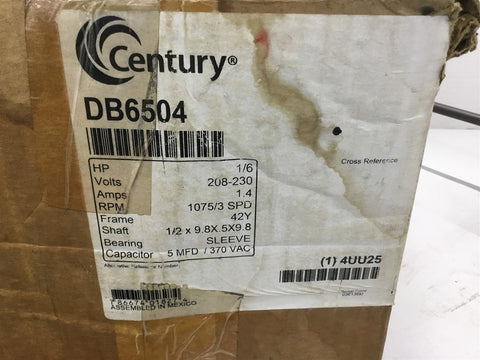 Century®
DB6504
HP 1/6
Volts 208-230
Amps 1.4
RPM 1075/3 SPD
Frame 42Y
Shaft 1/2 x 9.8X.5X9.8
Bearing SLEEVE
Capacitor 5 MFD / 370 VAC
Cross Reference
(1) 4UU25
ASSEMBLED IN MEXICO